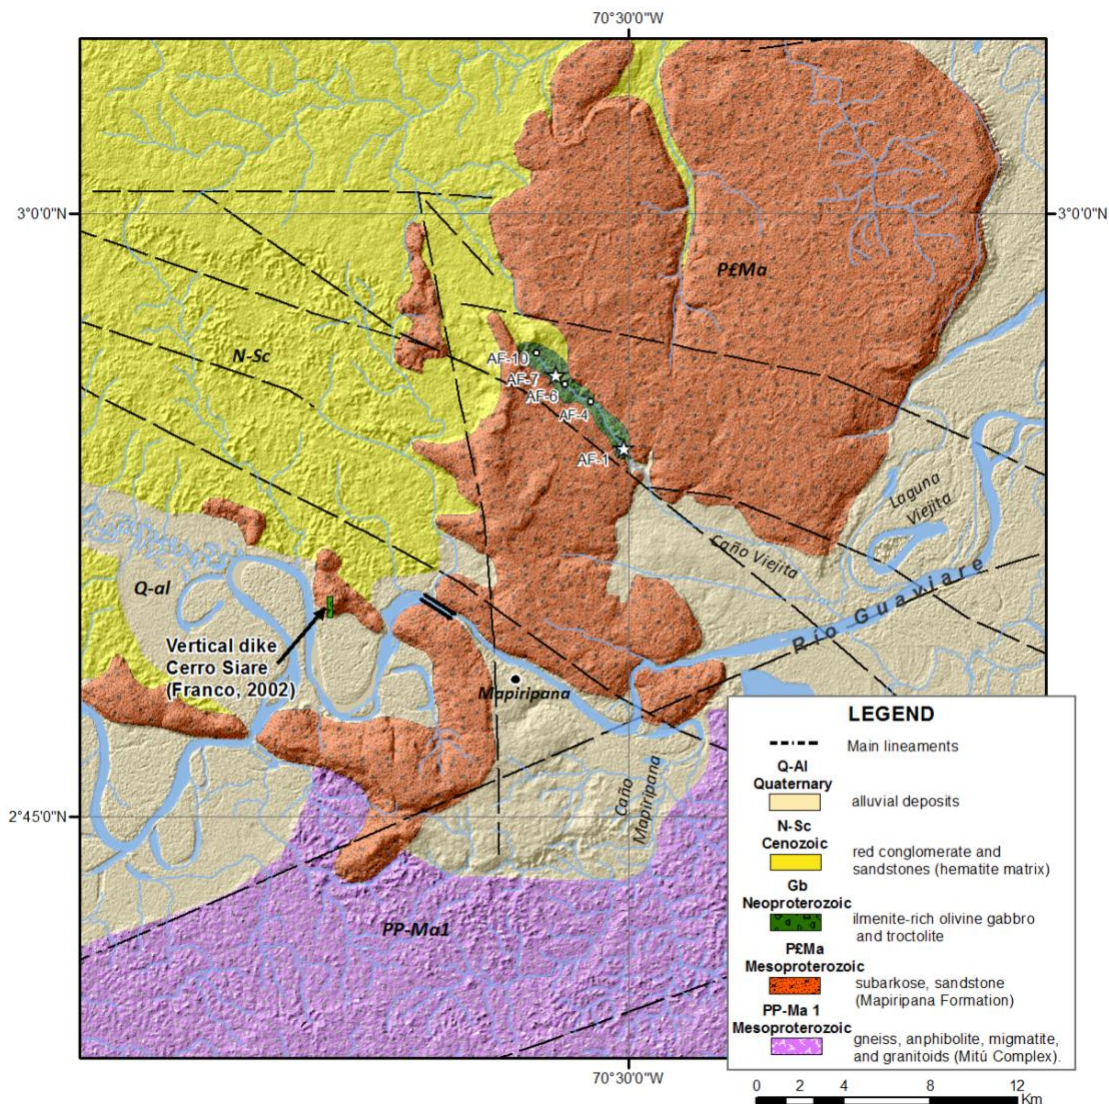 70°30'0"W
3°0'0"N
3°0'0"N
P£Ma
N-Sc
AF-10
AF-7
AF-6
AF-4
AF-1
Laguna
Viejita
Caño Viejita
Q-al
Río Guaviare
Vertical dike
Cerro Siare
(Franco, 2002)
Mapiripana
Caño
Mapiripana
2°45'0"N
PP-Ma1
LEGEND
Main lineaments
Q-Al
Quaternary
alluvial deposits
N-Sc
Cenozoic
red conglomerate and
sandstones (hematite matrix)
Gb
Neoproterozoic
ilmenite-rich olivine gabbro
and troctolite
P£Ma
Mesoproterozoic
subarkose, sandstone
(Mapiripana Formation)
PP-Ma 1
Mesoproterozoic
gneiss, anphibolite, migmatite,
and granitoids (Mitú Complex).
70°30'0"W
0 2 4 8 12
Km